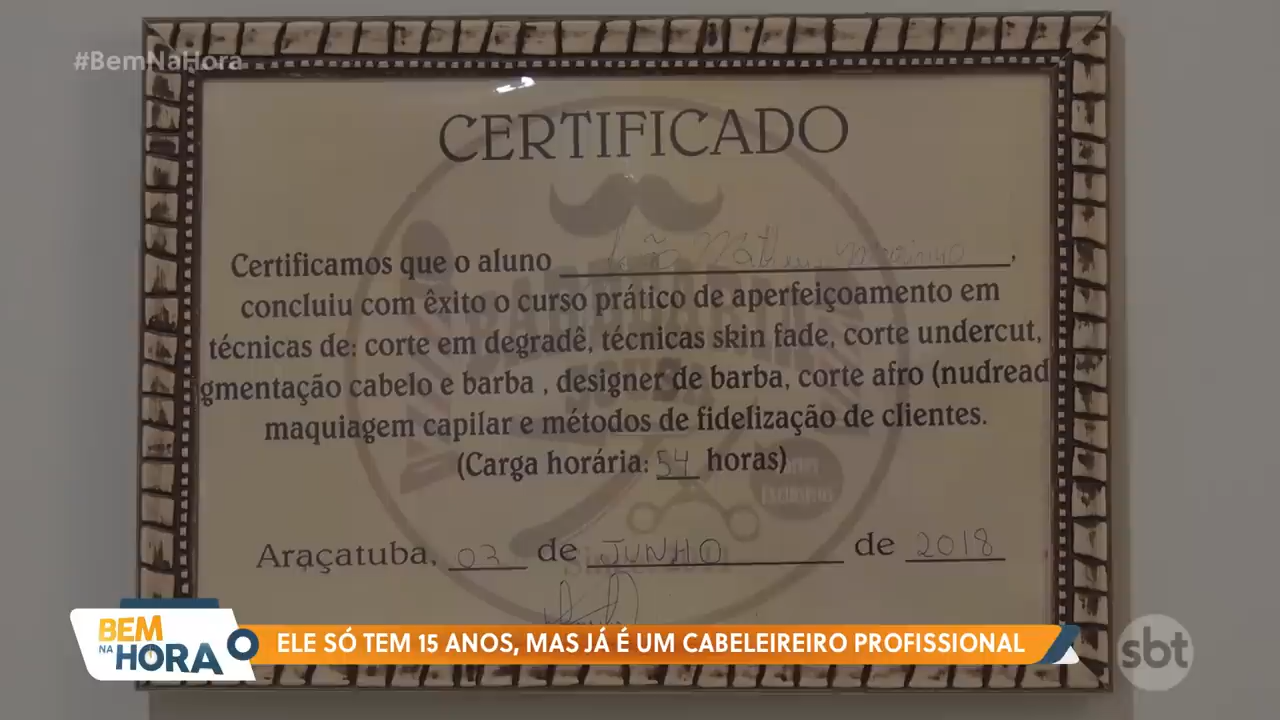 #BemNaHora
CERTIFICADO
Certificamos que o aluno João Matheus Marinho,
concluiu com êxito o curso prático de aperfeiçoamento em
técnicas de: corte em degradê, técnicas skin fade, corte undercut,
gmentação cabelo e barba , designer de barba, corte afro (nudread
maquiagem capilar e métodos de fidelização de clientes.
(Carga horária: 54 horas)
Araçatuba, 03 de JUNHO de 2018
BEM
NA HORA
ELE SÓ TEM 15 ANOS, MAS JÁ É UM CABELEIREIRO PROFISSIONAL
sbt